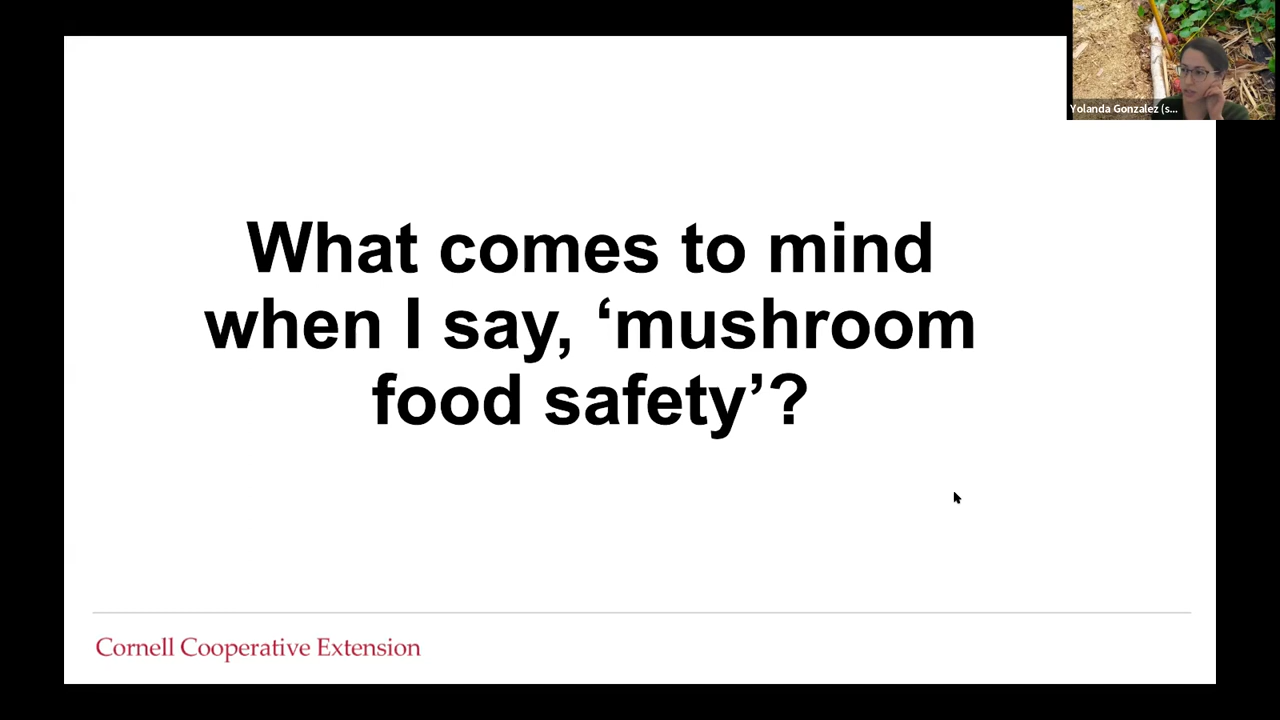 Yolanda Gonzalez (s...
What comes to mind
when I say, ‘mushroom
food safety’?
Cornell Cooperative Extension